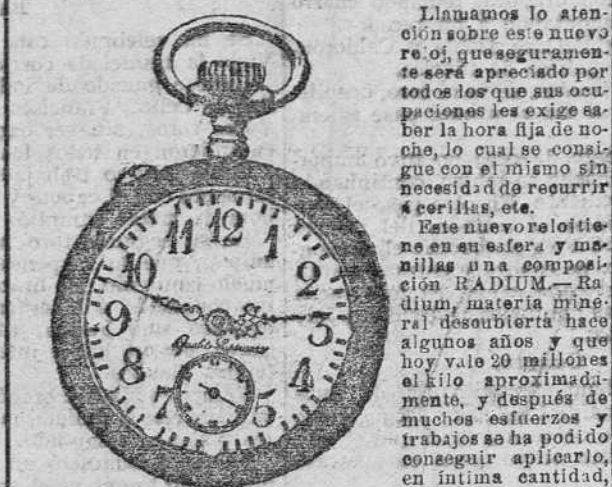 Llamamos lo aten-
ción sobre este nuevo
reloj, que seguramen-
te será apreciado por
todos los que sus ocu-
paciones les exige sa-
ber la hora fija de no-
che, lo cual se consi-
gue con el mismo sin
necesidad de recurrir
á cerillas, etc.
Este nuevo reloj tie-
ne en su esfera y ma-
nillas una composi-
ción RADIUM.—Ra
dium, materia mine-
ral descubierta hace
algunos años y que
hoy vale 20 millones
el kilo aproximada-
mente, y después de
muchos esfuerzos y
trabajos se ha podido
conseguir aplicarlo,
en íntima cantidad,
11 12 1
10 2
9 3
8 4
7 5